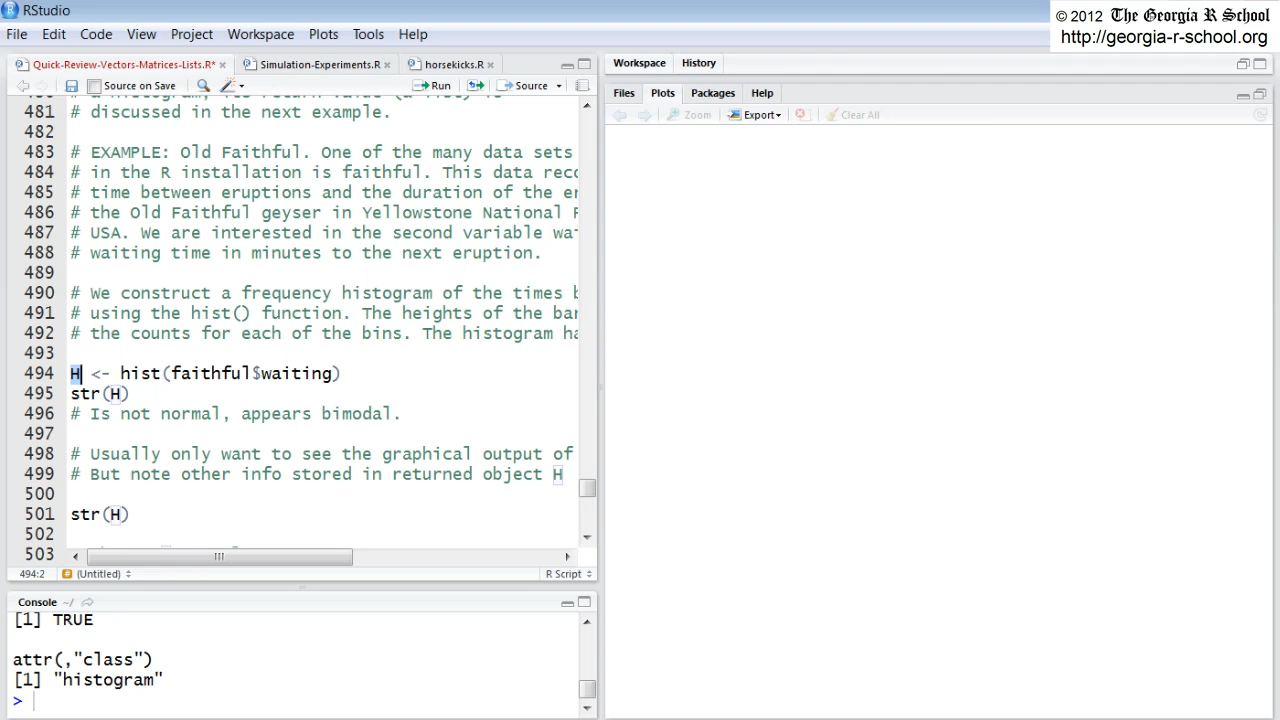 RStudio
© 2012 The Georgia R School
http://georgia-r-school.org
File Edit Code View Project Workspace Plots Tools Help
Quick-Review-Vectors-Matrices-Lists.R* Simulation-Experiments.R horsekicks.R
Workspace History
Source on Save Run Source
Files Plots Packages Help
Zoom Export Clear All
481 # discussed in the next example.
482
483 # EXAMPLE: Old Faithful. One of the many data sets
484 # in the R installation is faithful. This data
485 # time between eruptions and the duration of the
486 # the Old Faithful geyser in Yellowstone National
487 # USA. We are interested in the second variable
488 # waiting time in minutes to the next eruption.
489
490 # We construct a frequency histogram of the times
491 # using the hist() function. The heights of the
492 # the counts for each of the bins. The histogram
493
494 H <- hist(faithful$waiting)
495 str(H)
496 # Is not normal, appears bimodal.
497
498 # Usually only want to see the graphical output of
499 # But note other info stored in returned object H
500
501 str(H)
502
503
494:2 (Untitled) R Script
Console ~/
[1] TRUE
attr(,"class")
[1] "histogram"
>